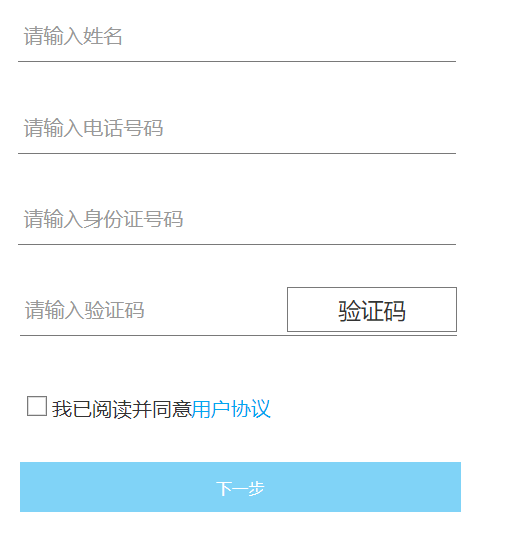 请输入姓名
请输入电话号码
请输入身份证号码
请输入验证码 验证码
我已阅读并同意用户协议
下一步